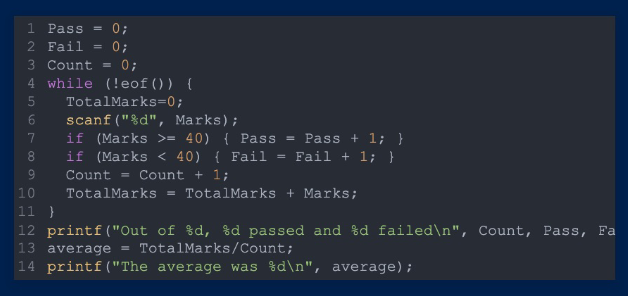 1 Pass = 0;
2 Fail = 0;
3 Count = 0;
4 while (!eof()) {
5 TotalMarks=0;
6 scanf("%d", Marks);
7 if (Marks >= 40) { Pass = Pass + 1; }
8 if (Marks < 40) { Fail = Fail + 1; }
9 Count = Count + 1;
10 TotalMarks = TotalMarks + Marks;
11 }
12 printf("Out of %d, %d passed and %d failed\n", Count, Pass, Fa
13 average = TotalMarks/Count;
14 printf("The average was %d\n", average);